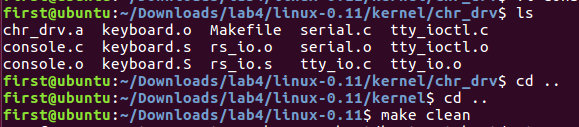 first@ubuntu:~/Downloads/lab4/linux-0.11/kernel/chr_drv$ ls
chr_drv.a keyboard.o Makefile serial.c tty_ioctl.c
console.c keyboard.S rs_io.o serial.o tty_ioctl.o
console.o keyboard.s rs_io.s tty_io.c tty_io.o
first@ubuntu:~/Downloads/lab4/linux-0.11/kernel/chr_drv$ cd ..
first@ubuntu:~/Downloads/lab4/linux-0.11/kernel$ cd ..
first@ubuntu:~/Downloads/lab4/linux-0.11$ make clean